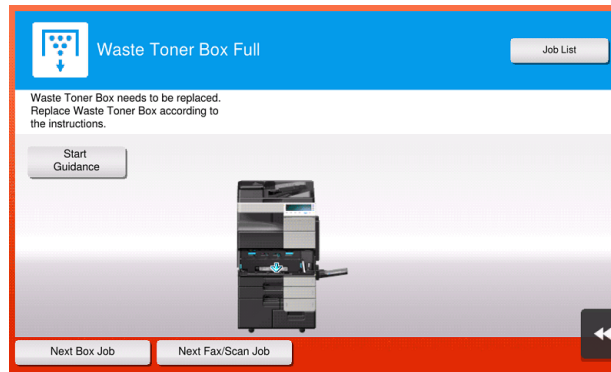 Waste Toner Box Full
Job List
Waste Toner Box needs to be replaced.
Replace Waste Toner Box according to
the instructions.
Start
Guidance
Next Box Job
Next Fax/Scan Job